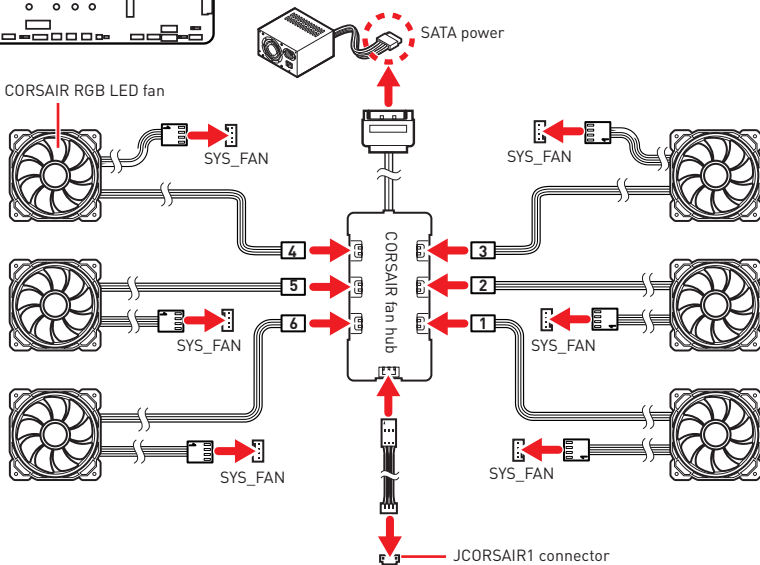 SATA power
CORSAIR RGB LED fan
SYS_FAN
SYS_FAN
4
3
CORSAIR fan hub
5
2
6
1
SYS_FAN
SYS_FAN
SYS_FAN
SYS_FAN
JCORSAIR1 connector